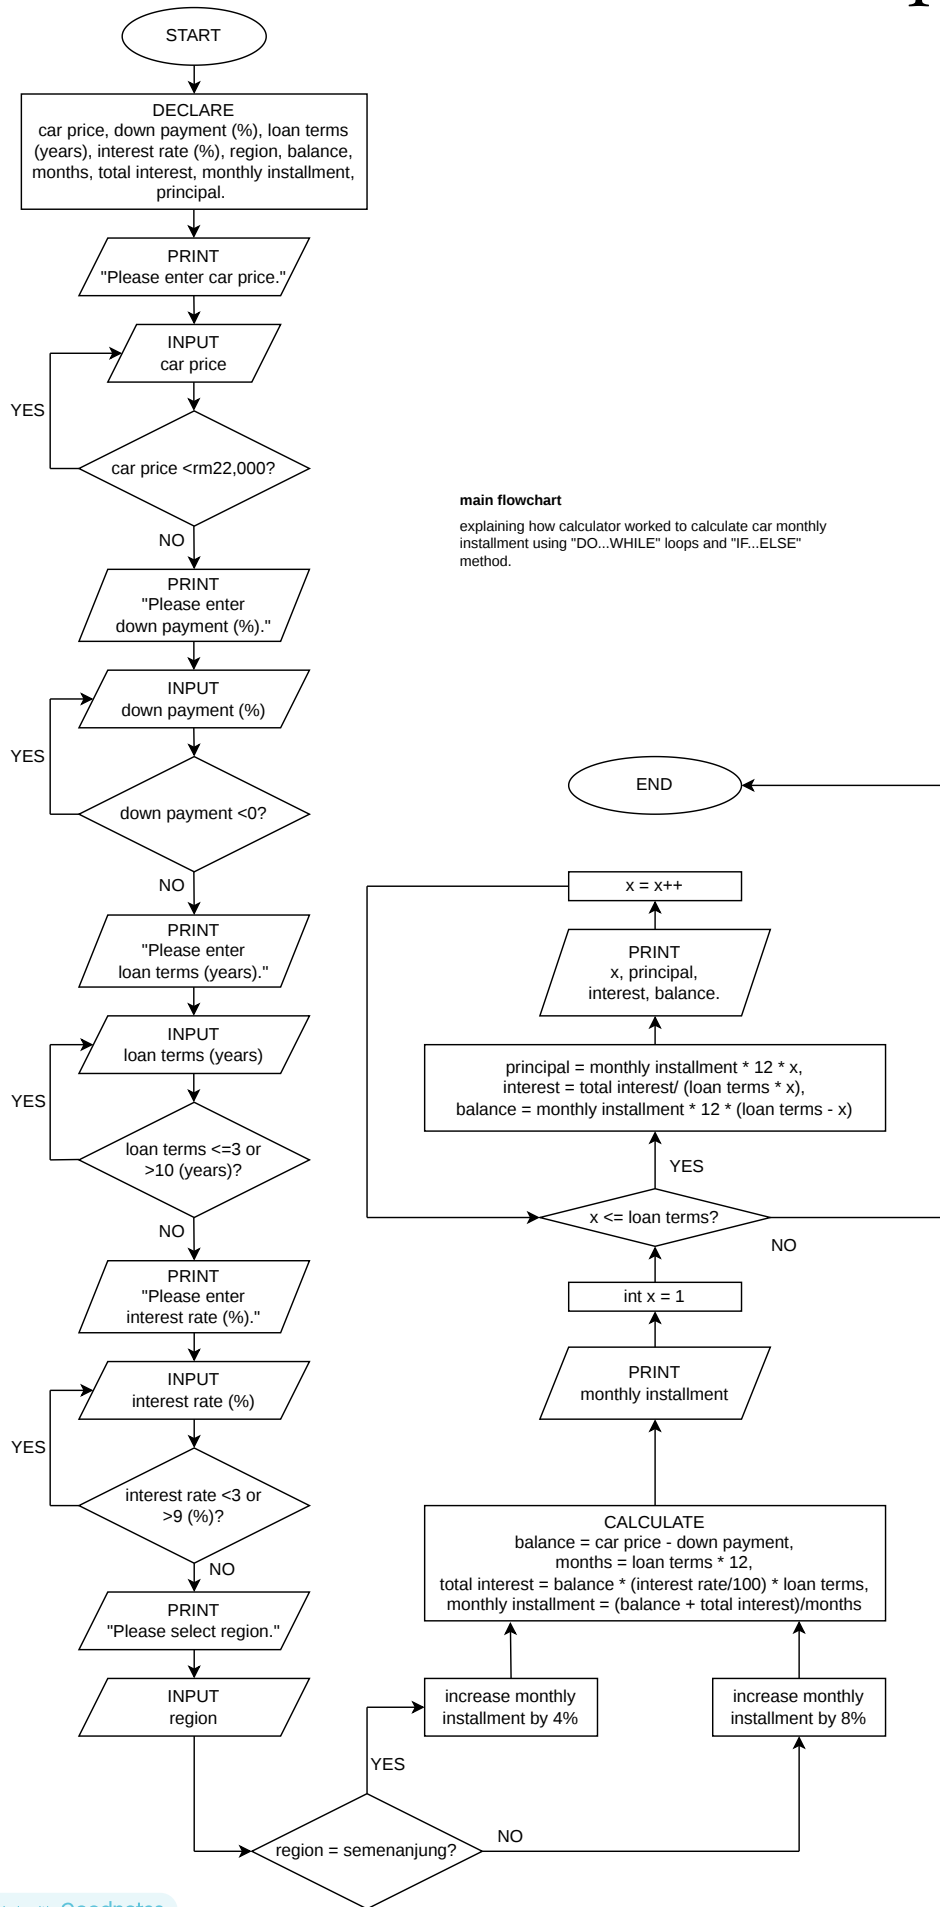 START
DECLARE
car price, down payment (%), loan terms
(years), interest rate (%), region, balance,
months, total interest, monthly installment,
principal.
PRINT
"Please enter car price."
INPUT
car price
YES
car price <rm22,000?
NO
PRINT
"Please enter
down payment (%)."
INPUT
down payment (%)
YES
down payment <0?
NO
PRINT
"Please enter
loan terms (years)."
INPUT
loan terms (years)
YES
loan terms <=3 or
>10 (years)?
NO
PRINT
"Please enter
interest rate (%)."
INPUT
interest rate (%)
YES
interest rate <3 or
>9 (%)?
NO
PRINT
"Please select region."
INPUT
region
region = semenanjung?
YES
NO
increase monthly
installment by 4%
increase monthly
installment by 8%
CALCULATE
balance = car price - down payment,
months = loan terms * 12,
total interest = balance * (interest rate/100) * loan terms,
monthly installment = (balance + total interest)/months
PRINT
monthly installment
int x = 1
x <= loan terms?
NO
YES
principal = monthly installment * 12 * x,
interest = total interest/ (loan terms * x),
balance = monthly installment * 12 * (loan terms - x)
PRINT
x, principal,
interest, balance.
x = x++
END
main flowchart
explaining how calculator worked to calculate car monthly
installment using "DO...WHILE" loops and "IF...ELSE"
method.